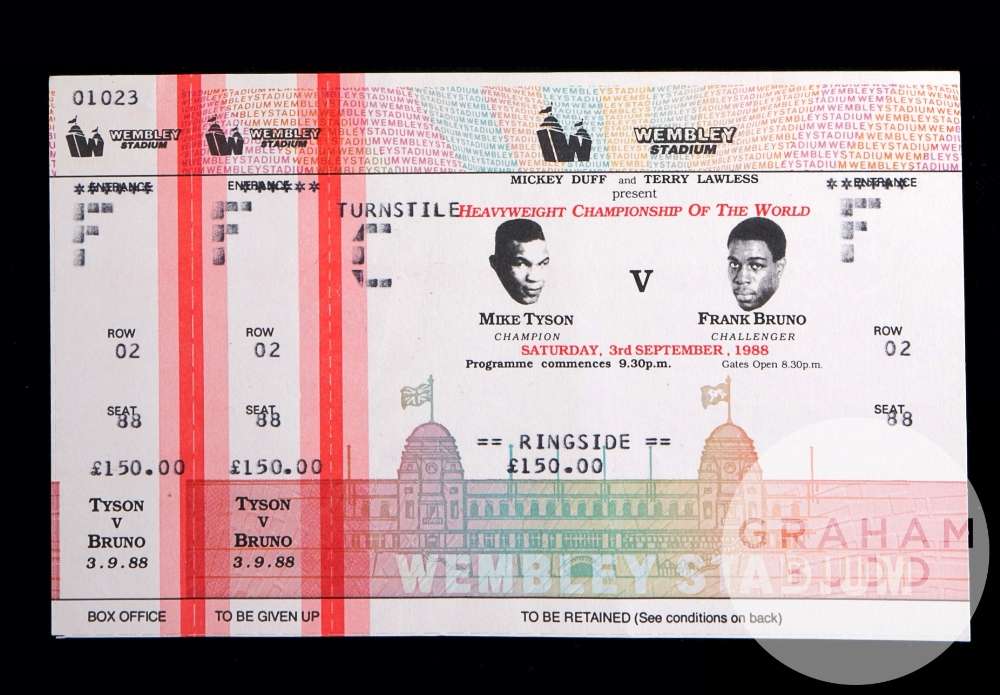 01023
WEMBLEY STADIUM
WEMBLEY STADIUM
WEMBLEY STADIUM
MICKEY DUFF and TERRY LAWLESS
present
*****ENTRANCE
ENTRANCE*****
TURNSTILE
HEAVYWEIGHT CHAMPIONSHIP OF THE WORLD
**ENTRANCE
F
F
C
F
V
MIKE TYSON
CHAMPION
FRANK BRUNO
CHALLENGER
SATURDAY, 3rd SEPTEMBER, 1988
Programme commences 9.30p.m.
Gates Open 8.30p.m.
ROW
02
ROW
02
ROW
02
SEAT
88
SEAT
88
SEAT
88
== RINGSIDE ==
£150.00
£150.00
£150.00
TYSON
V
BRUNO
3.9.88
TYSON
V
BRUNO
3.9.88
WEMBLEY STADIUM
GRAHAM
BUDD
BOX OFFICE
TO BE GIVEN UP
TO BE RETAINED (See conditions on back)